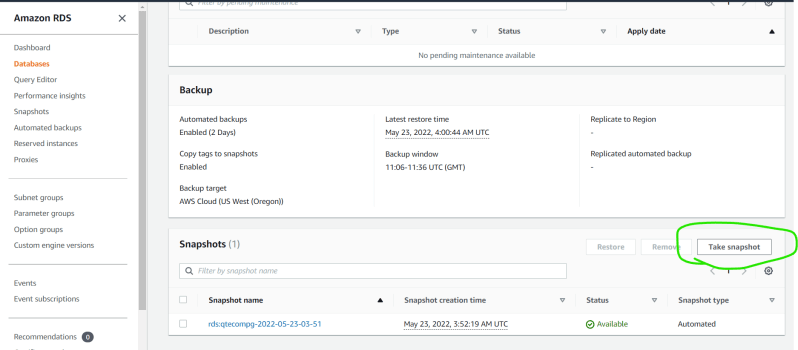 Amazon RDS
Dashboard
Databases
Query Editor
Performance insights
Snapshots
Automated backups
Reserved instances
Proxies
Subnet groups
Parameter groups
Option groups
Custom engine versions
Events
Event subscriptions
Recommendations 0
Filter by pending maintenance
1
Description Type Status Apply date
No pending maintenance available
Backup
Automated backups Latest restore time Replicate to Region
Enabled (2 Days) May 23, 2022, 4:00:44 AM UTC -
Copy tags to snapshots Backup window Replicated automated backup
Enabled 11:06-11:36 UTC (GMT) -
Backup target
AWS Cloud (US West (Oregon))
Snapshots (1) Restore Remove Take snapshot
Filter by snapshot name 1
Snapshot name Snapshot creation time Status Snapshot type
rds:qtecompg-2022-05-23-03-51 May 23, 2022, 3:52:19 AM UTC Available Automated